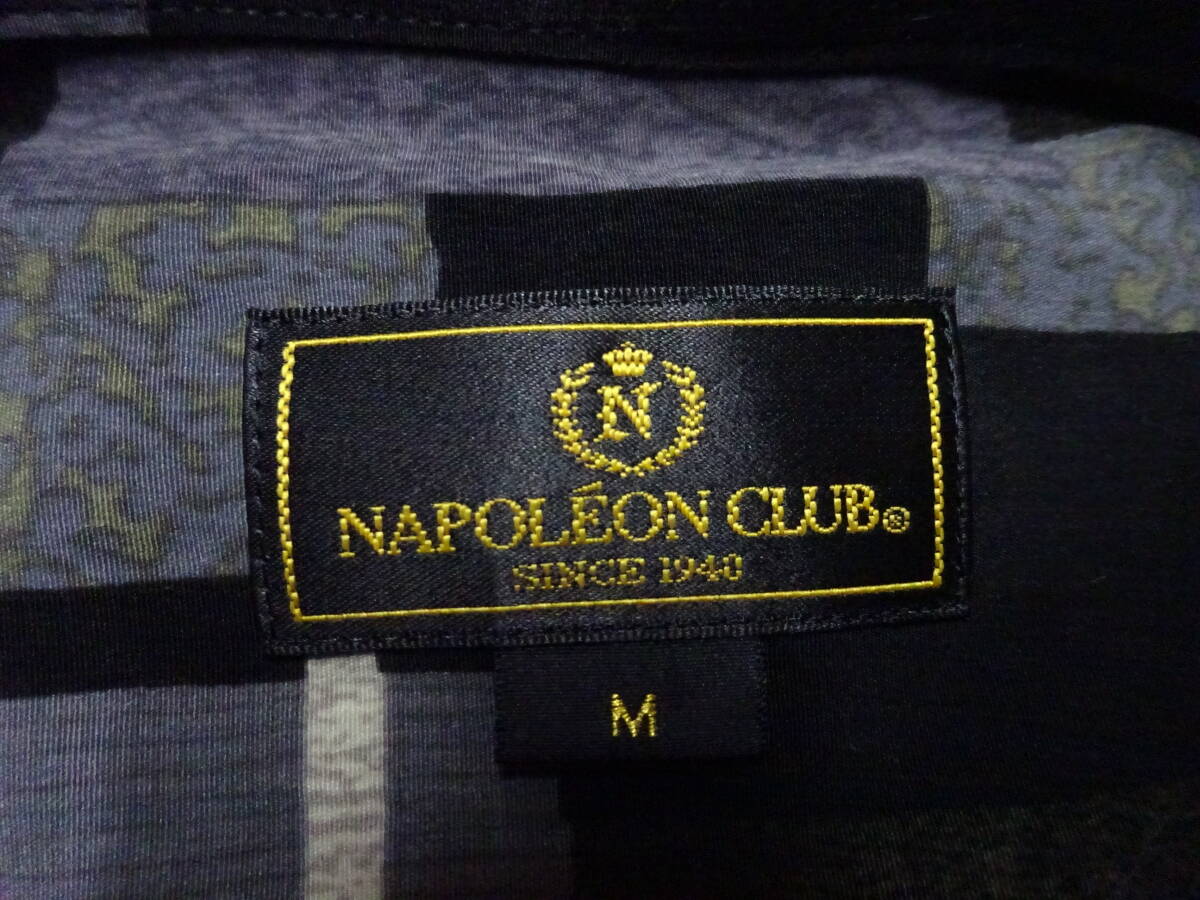 N
NAPOLÉON CLUB®
SINCE 1940
M